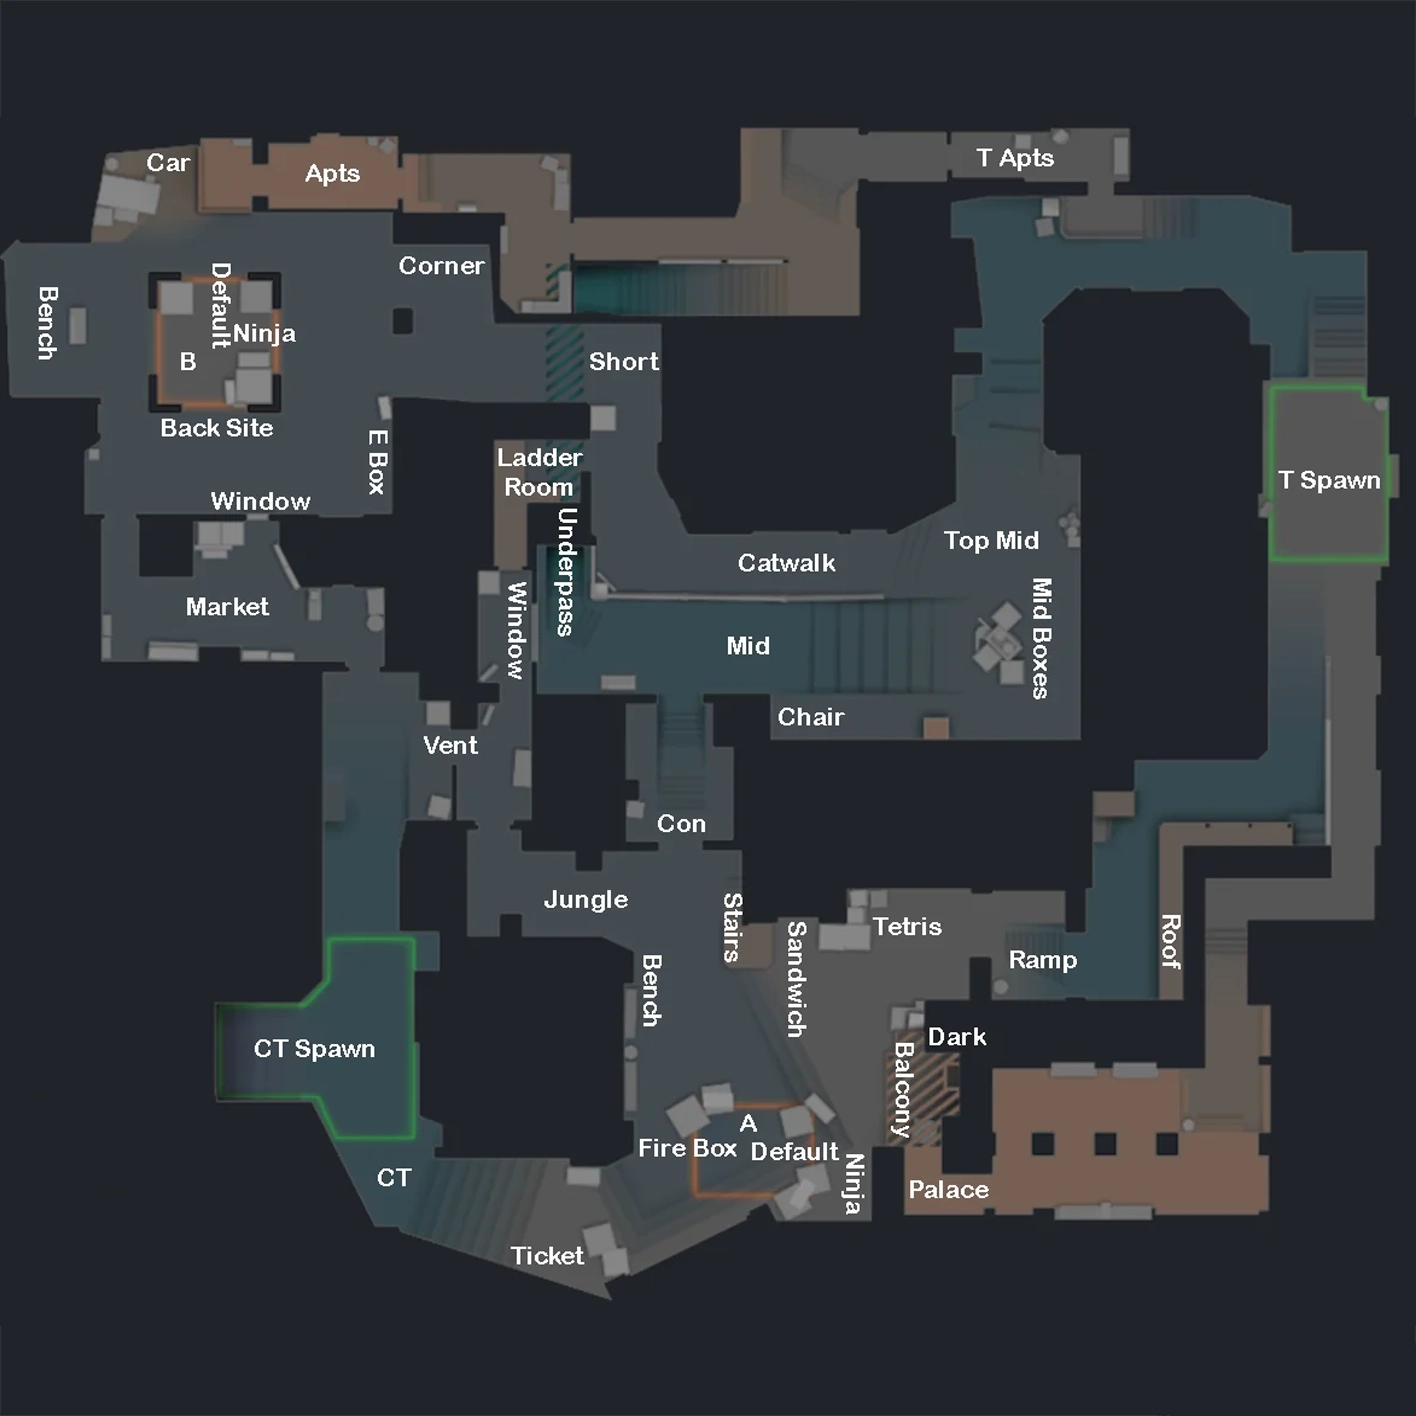 T Apts
Car
Apts
Corner
Default
Bench
Ninja
B
Short
Back Site
E Box
Ladder
Room
T Spawn
Window
Underpass
Top Mid
Catwalk
Market
Window
Mid Boxes
Mid
Chair
Vent
Con
Jungle
Stairs
Sandwich
Tetris
Roof
Ramp
Bench
Dark
CT Spawn
Balcony
A
Fire Box
Default
Ninja
CT
Palace
Ticket